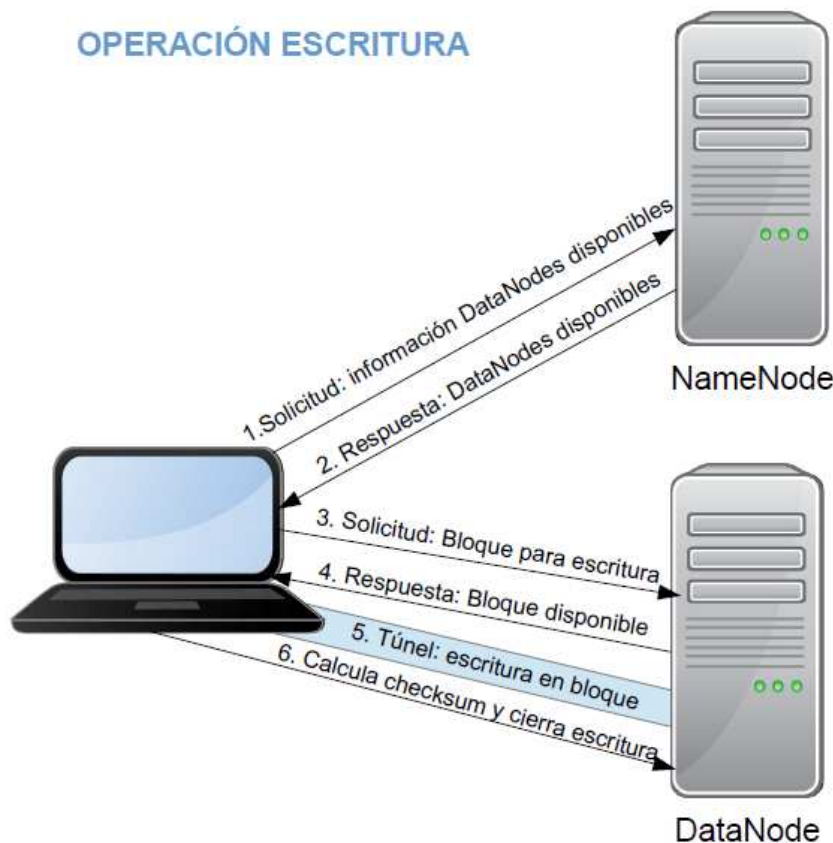 OPERACIÓN ESCRITURA
1.Solicitud: información DataNodes disponibles
2. Respuesta: DataNodes disponibles
NameNode
3. Solicitud: Bloque para escritura
4. Respuesta: Bloque disponible
5. Túnel: escritura en bloque
6. Calcula checksum y cierra escritura
DataNode